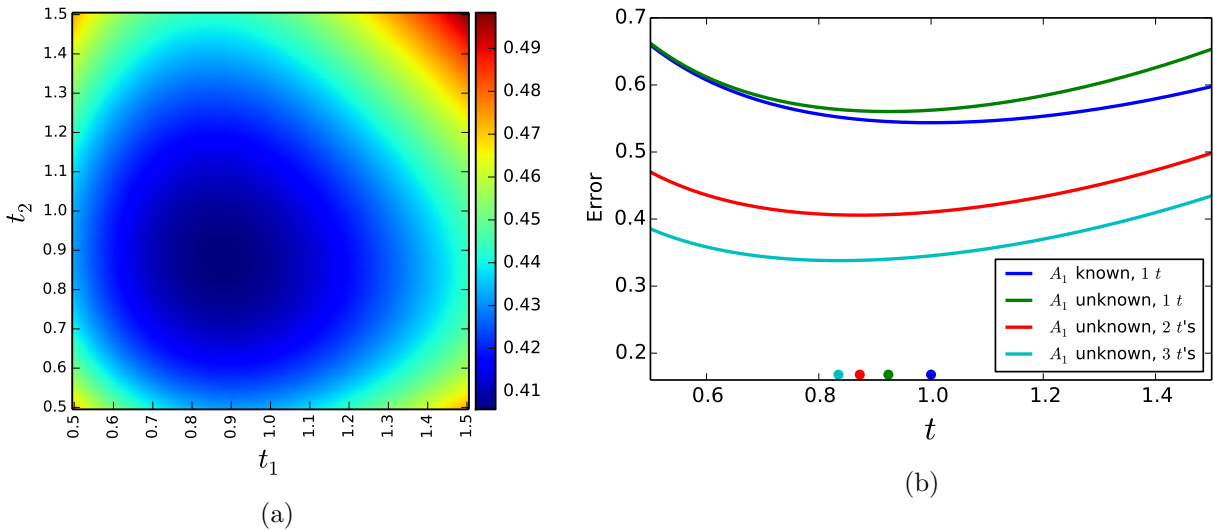 1.5
1.4
1.3
1.2
1.1
1.0
0.9
0.8
0.7
0.6
0.5
t2
0.5 0.6 0.7 0.8 0.9 1.0 1.1 1.2 1.3 1.4 1.5
t1
0.49
0.48
0.47
0.46
0.45
0.44
0.43
0.42
0.41
(a)
0.7
0.6
0.5
0.4
0.3
0.2
Error
A1 known, 1 t
A1 unknown, 1 t
A1 unknown, 2 t's
A1 unknown, 3 t's
0.6 0.8 1.0 1.2 1.4
t
(b)